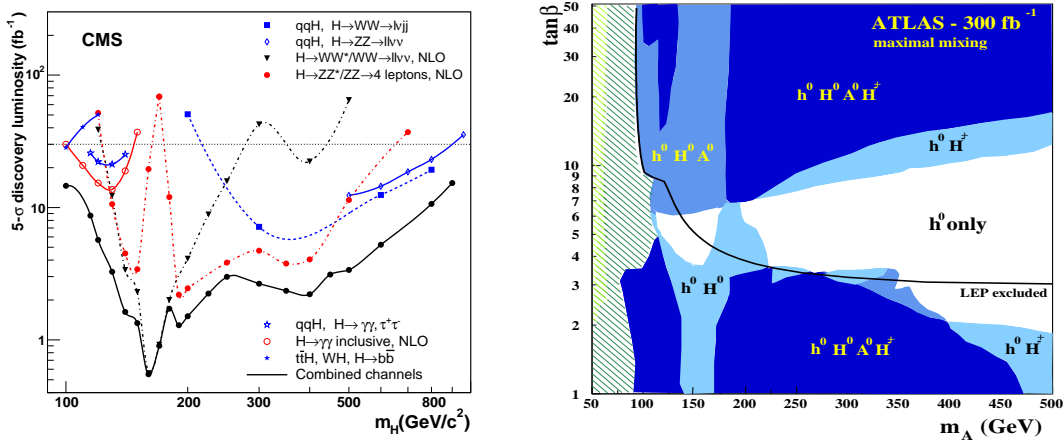 CMS
qqH, H→WW→lνjj
qqH, H→ZZ→llνν
H→WW*/WW→llνν, NLO
H→ZZ*/ZZ→4 leptons, NLO
5-σ discovery luminosity (fb⁻¹)
10²
10
1
qqH, H→γγ, τ⁺τ⁻
H→γγ inclusive, NLO
tt̄H, WH, H→bb̄
Combined channels
100 200 300 400 500 800
m_H(GeV/c²)
ATLAS - 300 fb⁻¹
maximal mixing
tanβ
50
40
30
20
10
9
8
7
6
5
4
3
2
1
h⁰ H⁰ A⁰ H±
h⁰ H⁰ A⁰
h⁰ H±
h⁰ only
h⁰ H⁰
LEP excluded
h⁰ H⁰ A⁰ H±
h⁰ H±
50 100 150 200 250 300 350 400 450 500
m_A (GeV)